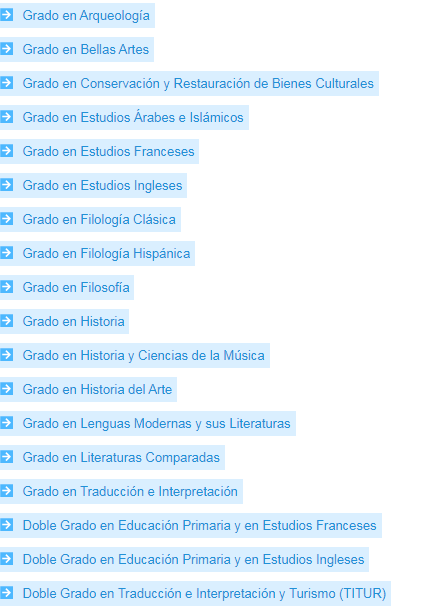 Grado en Arqueología
Grado en Bellas Artes
Grado en Conservación y Restauración de Bienes Culturales
Grado en Estudios Árabes e Islámicos
Grado en Estudios Franceses
Grado en Estudios Ingleses
Grado en Filología Clásica
Grado en Filología Hispánica
Grado en Filosofía
Grado en Historia
Grado en Historia y Ciencias de la Música
Grado en Historia del Arte
Grado en Lenguas Modernas y sus Literaturas
Grado en Literaturas Comparadas
Grado en Traducción e Interpretación
Doble Grado en Educación Primaria y en Estudios Franceses
Doble Grado en Educación Primaria y en Estudios Ingleses
Doble Grado en Traducción e Interpretación y Turismo (TITUR)